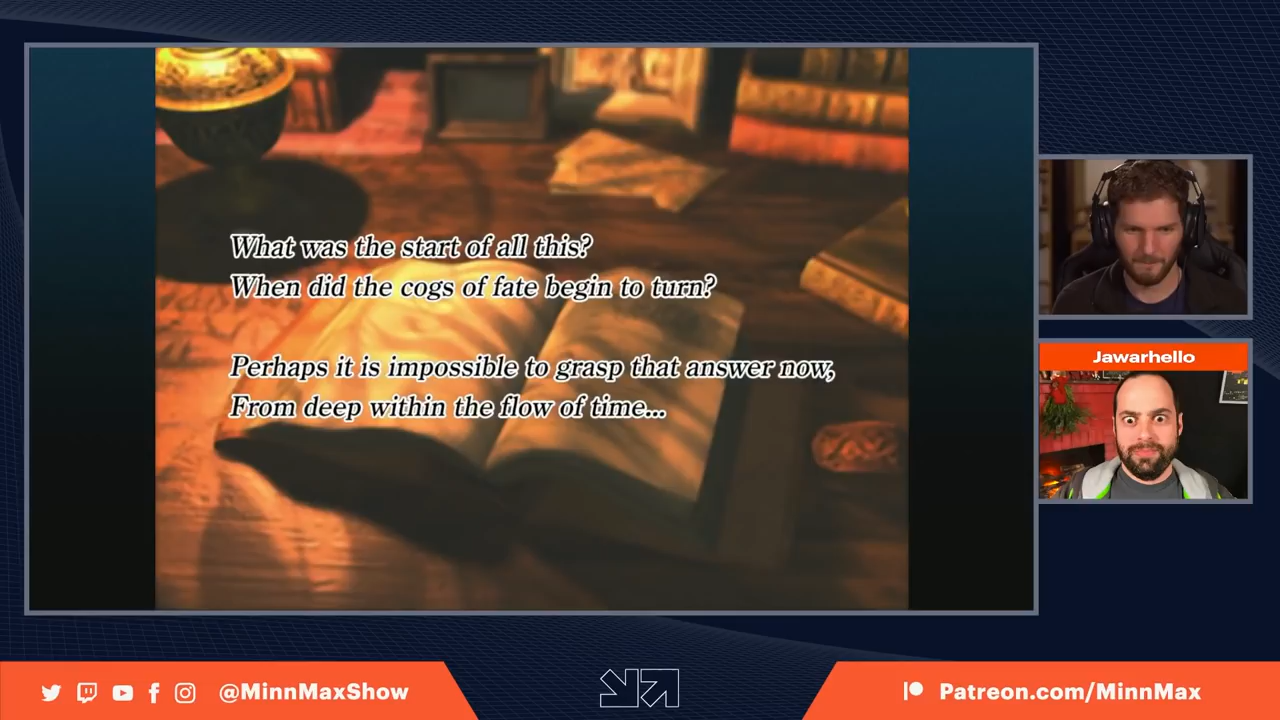 What was the start of all this?
When did the cogs of fate begin to turn?
Perhaps it is impossible to grasp that answer now,
From deep within the flow of time...
Jawarhello
@MinnMaxShow
Patreon.com/MinnMax